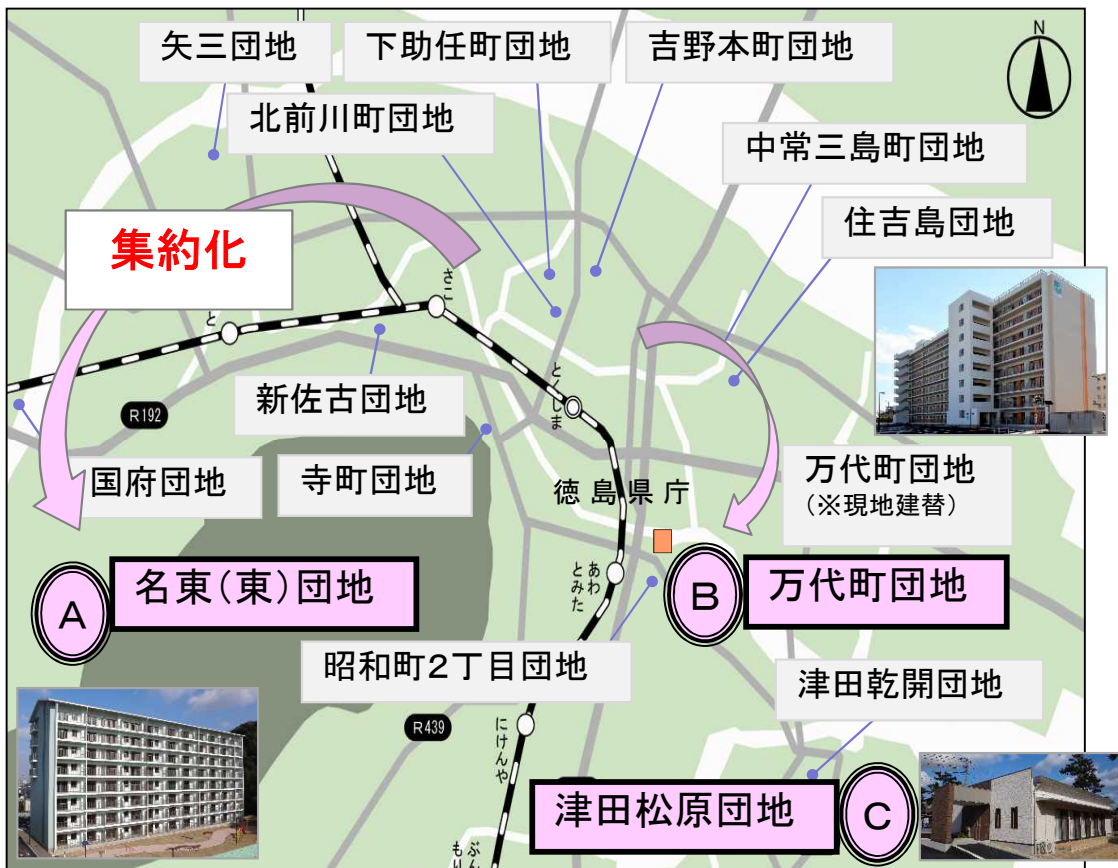 矢三団地
下助任町団地
吉野本町団地
N
北前川町団地
中常三島町団地
住吉島団地
集約化
さこ
と
とくしま
新佐古団地
R192
国府団地
寺町団地
徳島県庁
万代町団地
(※現地建替)
A
名東(東)団地
あわ
とみた
B
万代町団地
昭和町2丁目団地
津田乾開団地
R439
にけんや
津田松原団地
C